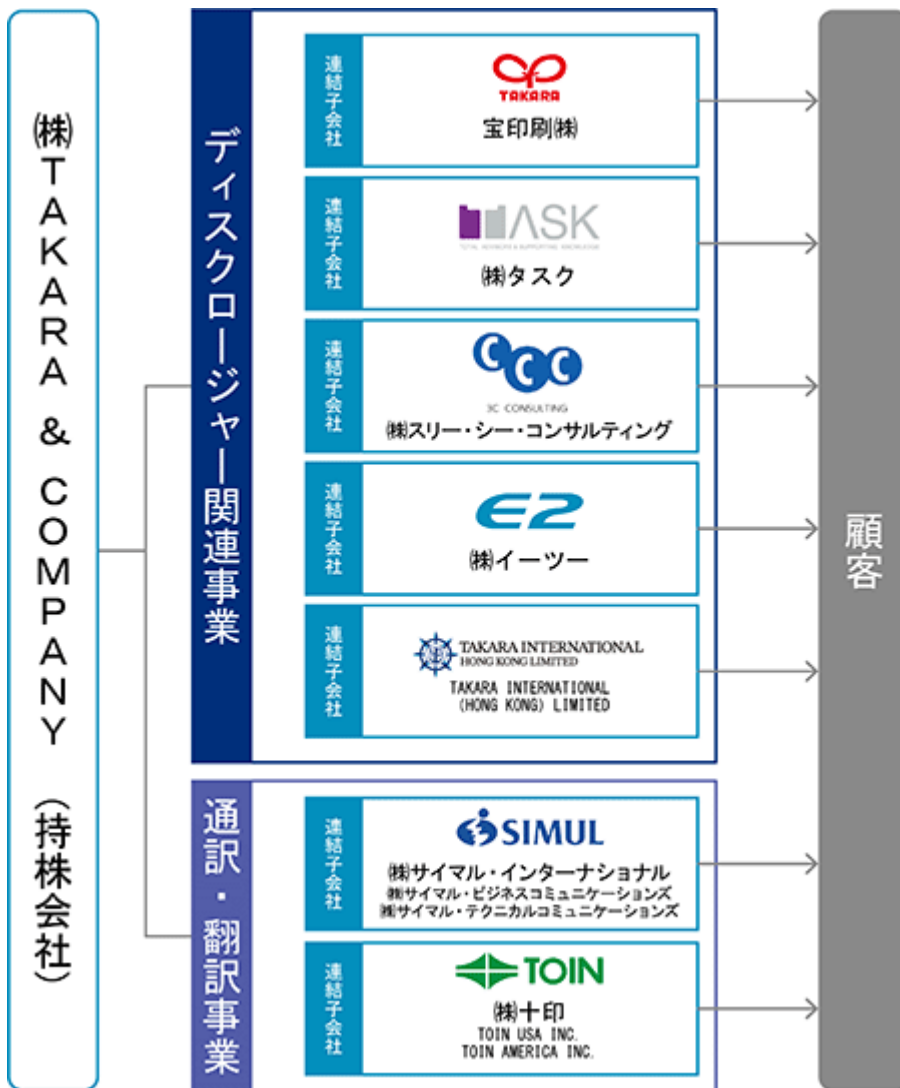 ㈱TAKARA & COMPANY（持株会社）
ディスクロージャー関連事業
連結子会社
TAKARA
宝印刷㈱
連結子会社
TASK
TOTAL ADVISORY & SUPPORTING KNOWLEDGE
㈱タスク
連結子会社
CCC
3C CONSULTING
㈱スリー・シー・コンサルティング
連結子会社
E2
㈱イーツー
連結子会社
TAKARA INTERNATIONAL
HONG KONG LIMITED
TAKARA INTERNATIONAL
(HONG KONG) LIMITED
通訳・翻訳事業
連結子会社
SIMUL
㈱サイマル・インターナショナル
㈱サイマル・ビジネスコミュニケーションズ
㈱サイマル・テクニカルコミュニケーションズ
連結子会社
TOIN
㈱十印
TOIN USA INC.
TOIN AMERICA INC.
顧客